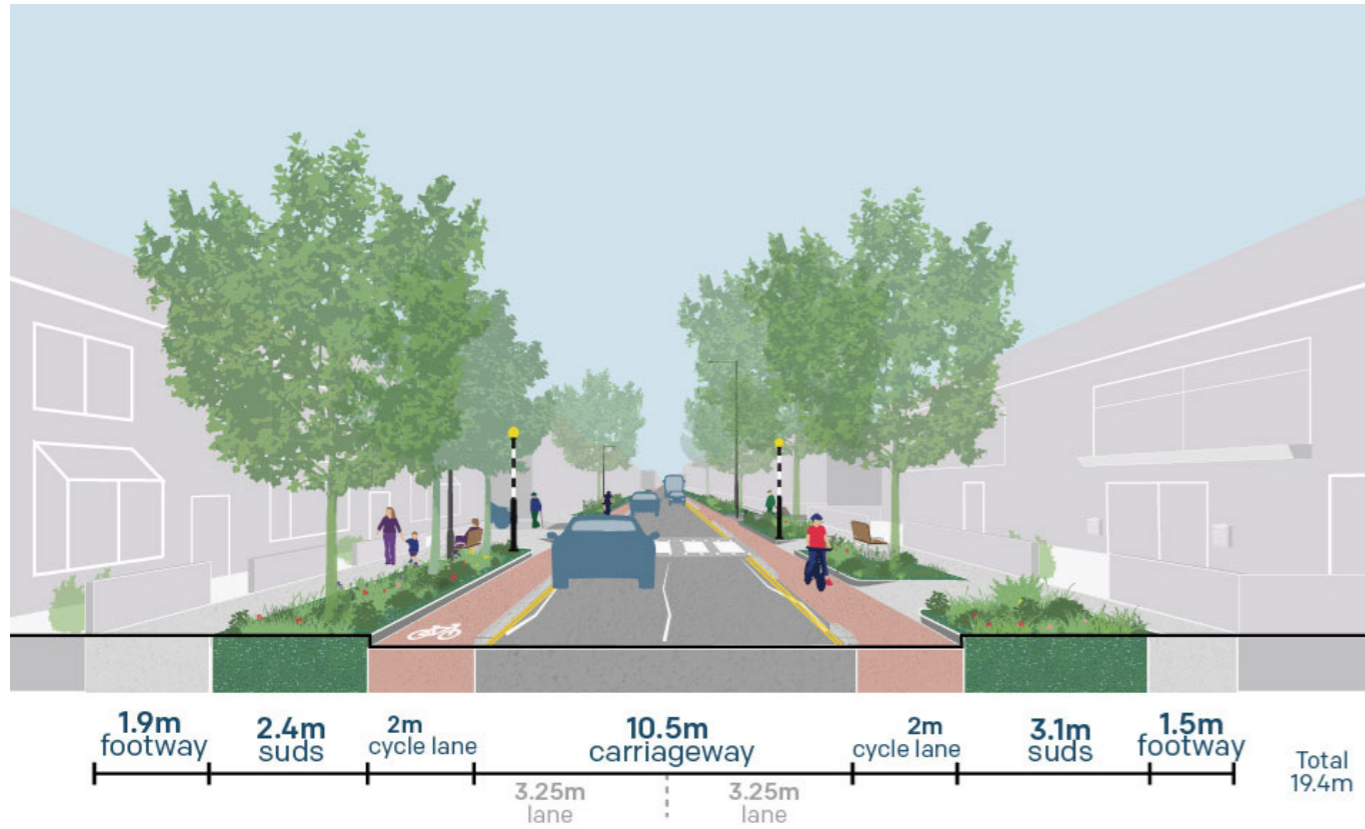 1.9m
footway
2.4m
suds
2m
cycle lane
10.5m
carriageway
2m
cycle lane
3.1m
suds
1.5m
footway
Total
19.4m
3.25m
lane
3.25m
lane